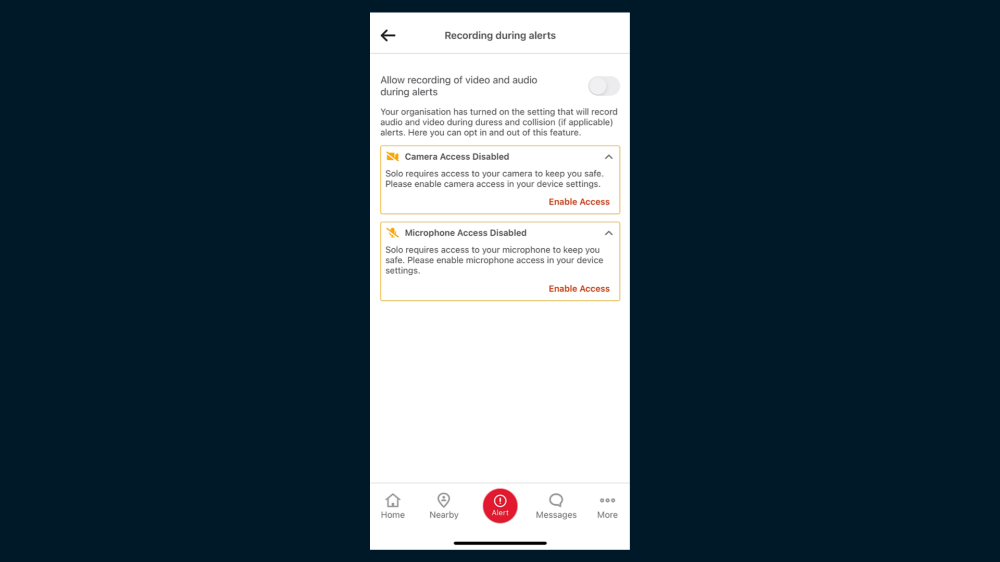 Recording during alerts
Allow recording of video and audio
during alerts
Your organisation has turned on the setting that will record
audio and video during duress and collision (if applicable)
alerts. Here you can opt in and out of this feature.
Camera Access Disabled
Solo requires access to your camera to keep you safe.
Please enable camera access in your device settings.
Enable Access
Microphone Access Disabled
Solo requires access to your microphone to keep you
safe. Please enable microphone access in your device
settings.
Enable Access
Home
Nearby
Alert
Messages
More